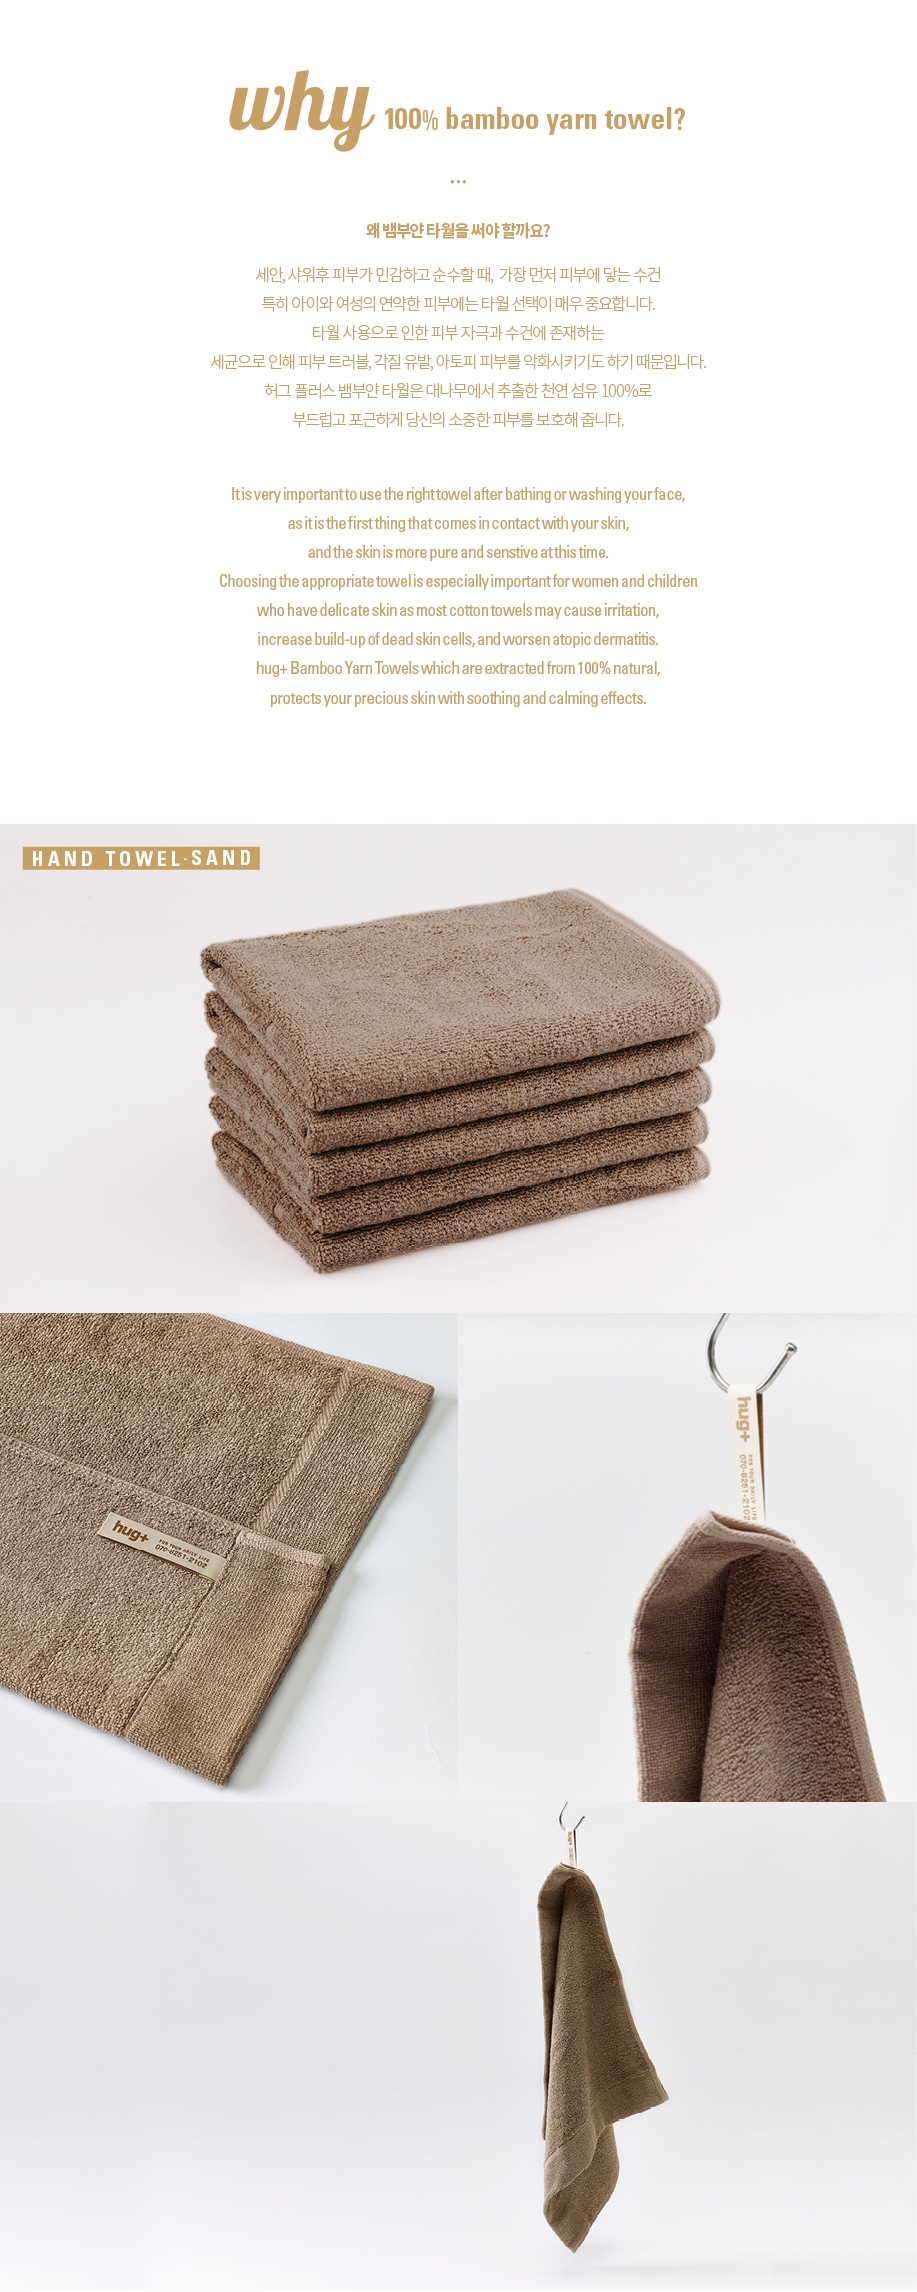 why 100% bamboo yarn towel?
...
왜 뱀부얀 타월을 써야 할까요?
세안, 샤워후 피부가 민감하고 순수할 때, 가장 먼저 피부에 닿는 수건
특히 아이와 여성의 연약한 피부에는 타월 선택이 매우 중요합니다.
타월 사용으로 인한 피부 자극과 수건에 존재하는
세균으로 인해 피부 트러블, 각질 유발, 아토피 피부를 악화시키기도 하기 때문입니다.
허그 플러스 뱀부얀 타월은 대나무에서 추출한 천연 섬유 100%로
부드럽고 포근하게 당신의 소중한 피부를 보호해 줍니다.
It is very important to use the right towel after bathing or washing your face,
as it is the first thing that comes in contact with your skin,
and the skin is more pure and senstive at this time.
Choosing the appropriate towel is especially important for women and children
who have delicate skin as most cotton towels may cause irritation,
increase build-up of dead skin cells, and worsen atopic dermatitis.
hug+ Bamboo Yarn Towels which are extracted from 100% natural,
protects your precious skin with soothing and calming effects.
HAND TOWEL·SAND
hug+
FOR YOUR DAILY LIFE
070-8251-2102
hug+
FOR YOUR DAILY LIFE
070-8251-2102
hug+